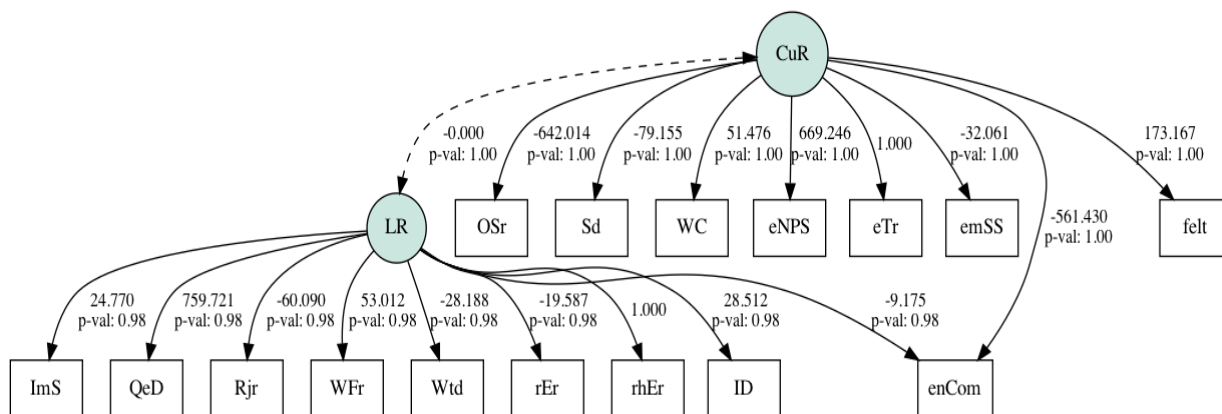 CuR
-0.000
p-val: 1.00
-642.014
p-val: 1.00
-79.155
p-val: 1.00
51.476
p-val: 1.00
669.246
p-val: 1.00
1.000
-32.061
p-val: 1.00
173.167
p-val: 1.00
LR
OSr
Sd
WC
eNPS
eTr
emSS
-561.430
p-val: 1.00
felt
24.770
p-val: 0.98
759.721
p-val: 0.98
-60.090
p-val: 0.98
53.012
p-val: 0.98
-28.188
p-val: 0.98
-19.587
p-val: 0.98
1.000
28.512
p-val: 0.98
-9.175
p-val: 0.98
ImS
QeD
Rjr
WFr
Wtd
rEr
rhEr
ID
enCom